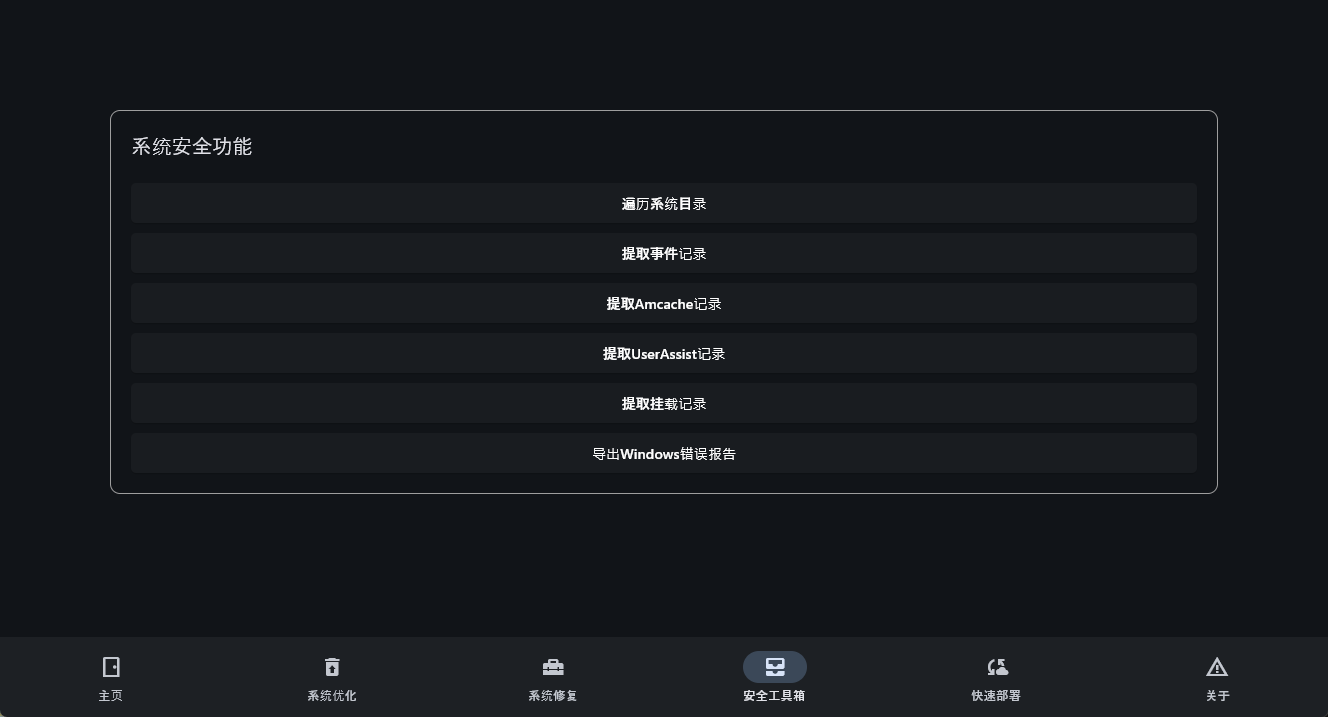 系统安全功能
遍历系统目录
提取事件记录
提取Amcache记录
提取UserAssist记录
提取挂载记录
导出Windows错误报告
主页
系统优化
系统修复
安全工具箱
快速部署
关于